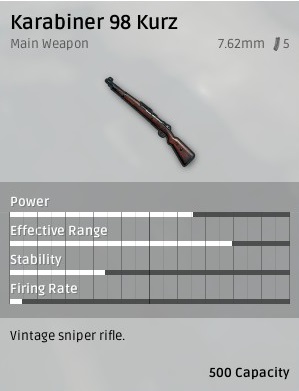 Karabiner 98 Kurz
Main Weapon 7.62mm 5
Power
Effective Range
Stability
Firing Rate
Vintage sniper rifle.
500 Capacity